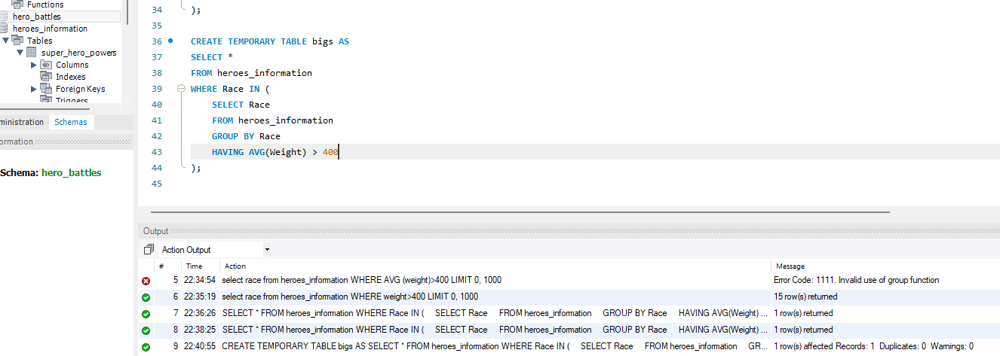 Functions
hero_battles
heroes_information
Tables
super_hero_powers
Columns
Indexes
Foreign Keys
Triggers
ministration Schemas
ormation
Schema: hero_battles
34 );
35
36 CREATE TEMPORARY TABLE bigs AS
37 SELECT *
38 FROM heroes_information
39 WHERE Race IN (
40 SELECT Race
41 FROM heroes_information
42 GROUP BY Race
43 HAVING AVG(Weight) > 400
44 );
45
Output
Action Output
# Time Action Message
5 22:34:54 select race from heroes_information WHERE AVG (weight)>400 LIMIT 0, 1000 Error Code: 1111. Invalid use of group function
6 22:35:19 select race from heroes_information WHERE weight>400 LIMIT 0, 1000 15 row(s) returned
7 22:36:26 SELECT * FROM heroes_information WHERE Race IN ( SELECT Race FROM heroes_information GROUP BY Race HAVING AVG(Weight) ... 1 row(s) returned
8 22:38:25 SELECT * FROM heroes_information WHERE Race IN ( SELECT Race FROM heroes_information GROUP BY Race HAVING AVG(Weight) ... 1 row(s) returned
9 22:40:55 CREATE TEMPORARY TABLE bigs AS SELECT * FROM heroes_information WHERE Race IN ( SELECT Race FROM heroes_information GR... 1 row(s) affected Records: 1 Duplicates: 0 Warnings: 0